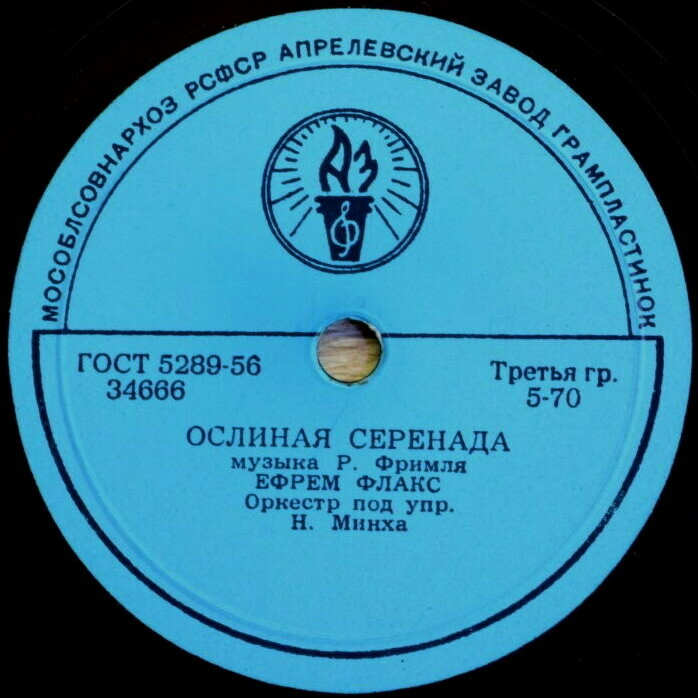 МОСОБЛСОВНАРХОЗ РСФСР АПРЕЛЕВСКИЙ ЗАВОД ГРАМПЛАСТИНОК
АЗ
ГОСТ 5289-56
34666
Третья гр.
5-70
ОСЛИНАЯ СЕРЕНАДА
музыка Р. Фримля
ЕФРЕМ ФЛАКС
Оркестр под упр.
Н. Минха